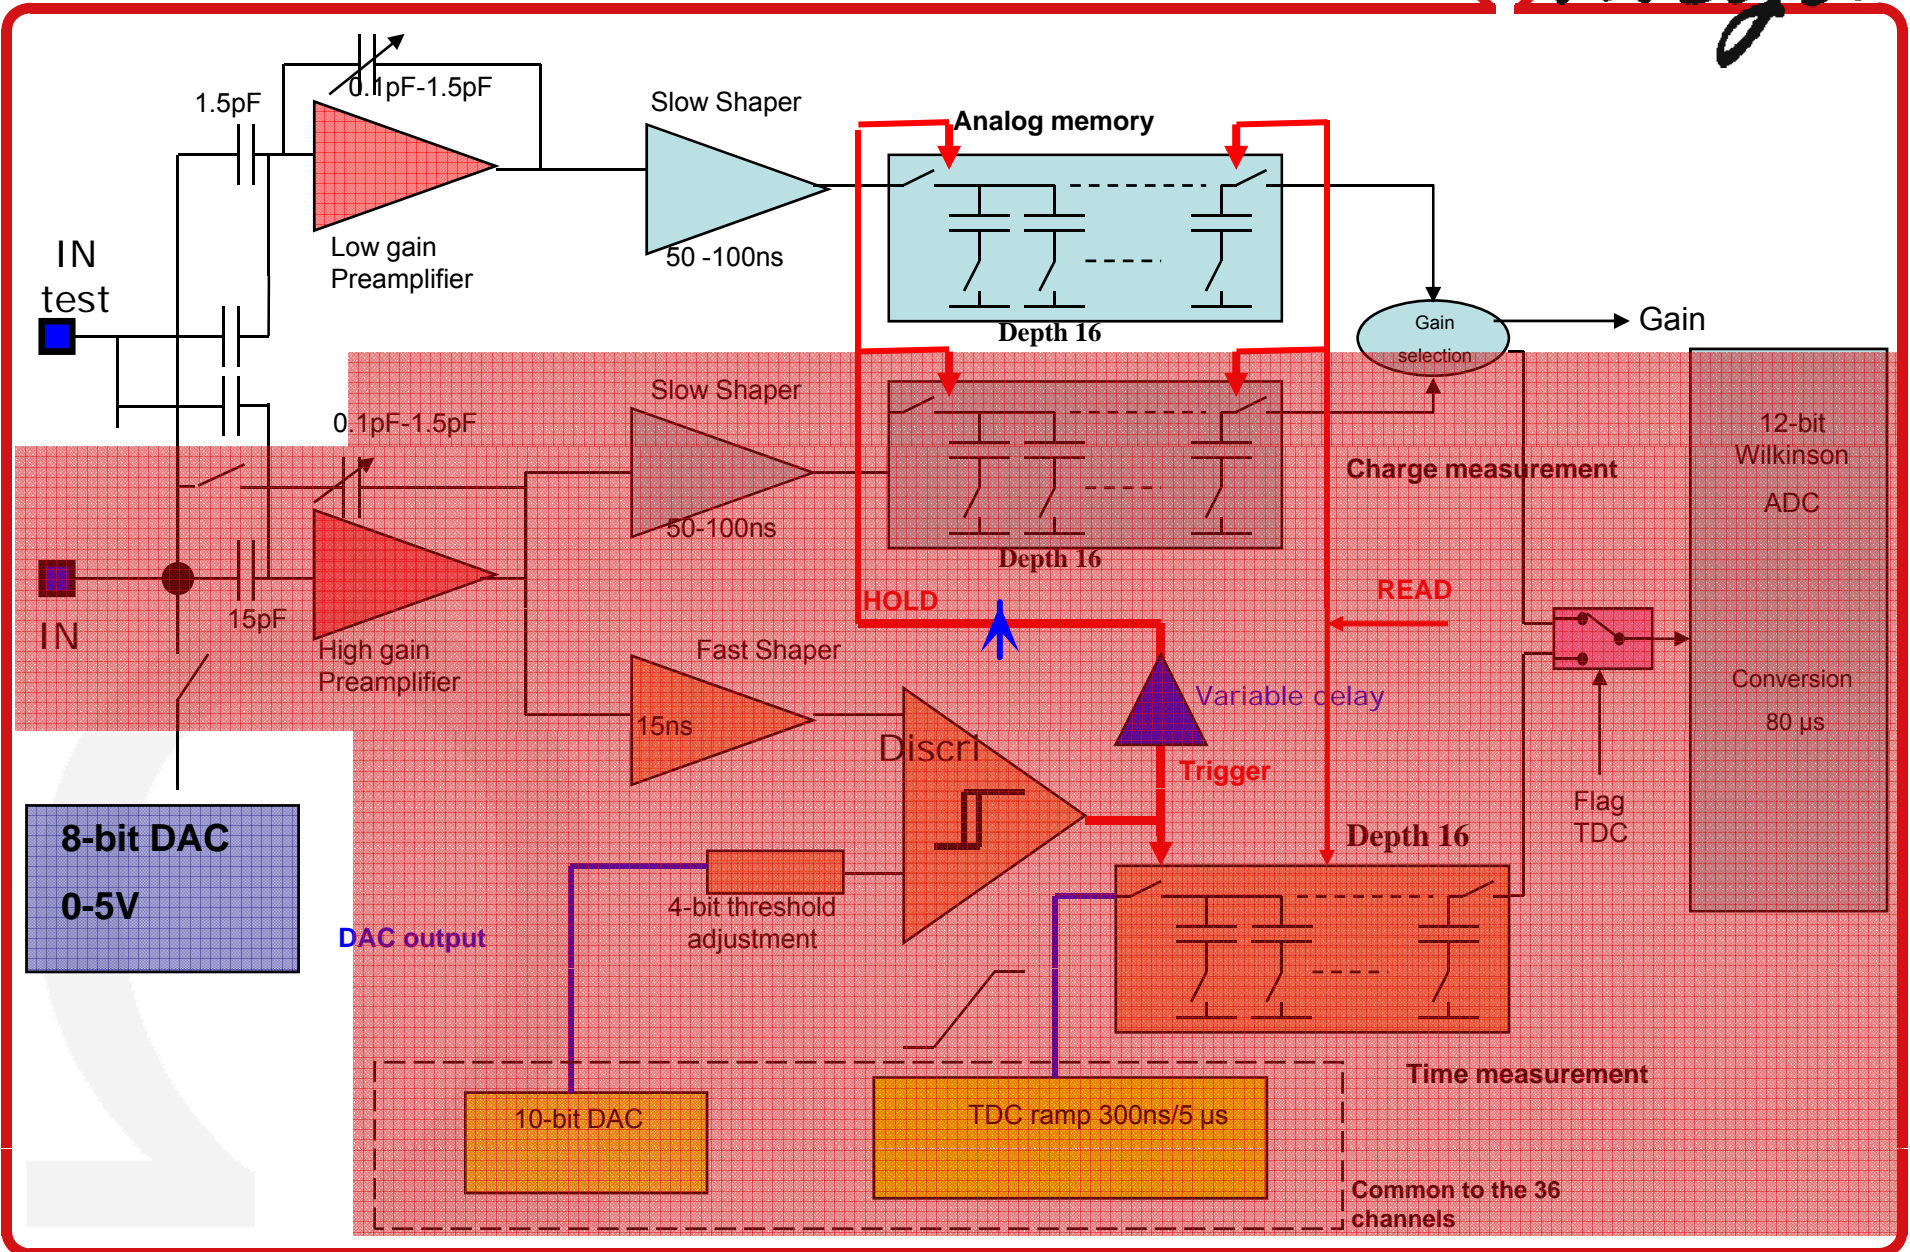 0.1pF-1.5pF
1.5pF
Slow Shaper
Analog memory
Low gain
Preamplifier
50 -100ns
IN
test
Depth 16
Gain
selection
Gain
Slow Shaper
0.1pF-1.5pF
12-bit
Wilkinson
ADC
Charge measurement
50-100ns
Depth 16
READ
HOLD
15pF
IN
High gain
Preamplifier
Fast Shaper
Variable delay
Conversion
80 µs
15ns
Discri
Trigger
Flag
TDC
8-bit DAC
0-5V
Depth 16
4-bit threshold
adjustment
DAC output
Time measurement
10-bit DAC
TDC ramp 300ns/5 µs
Common to the 36
channels